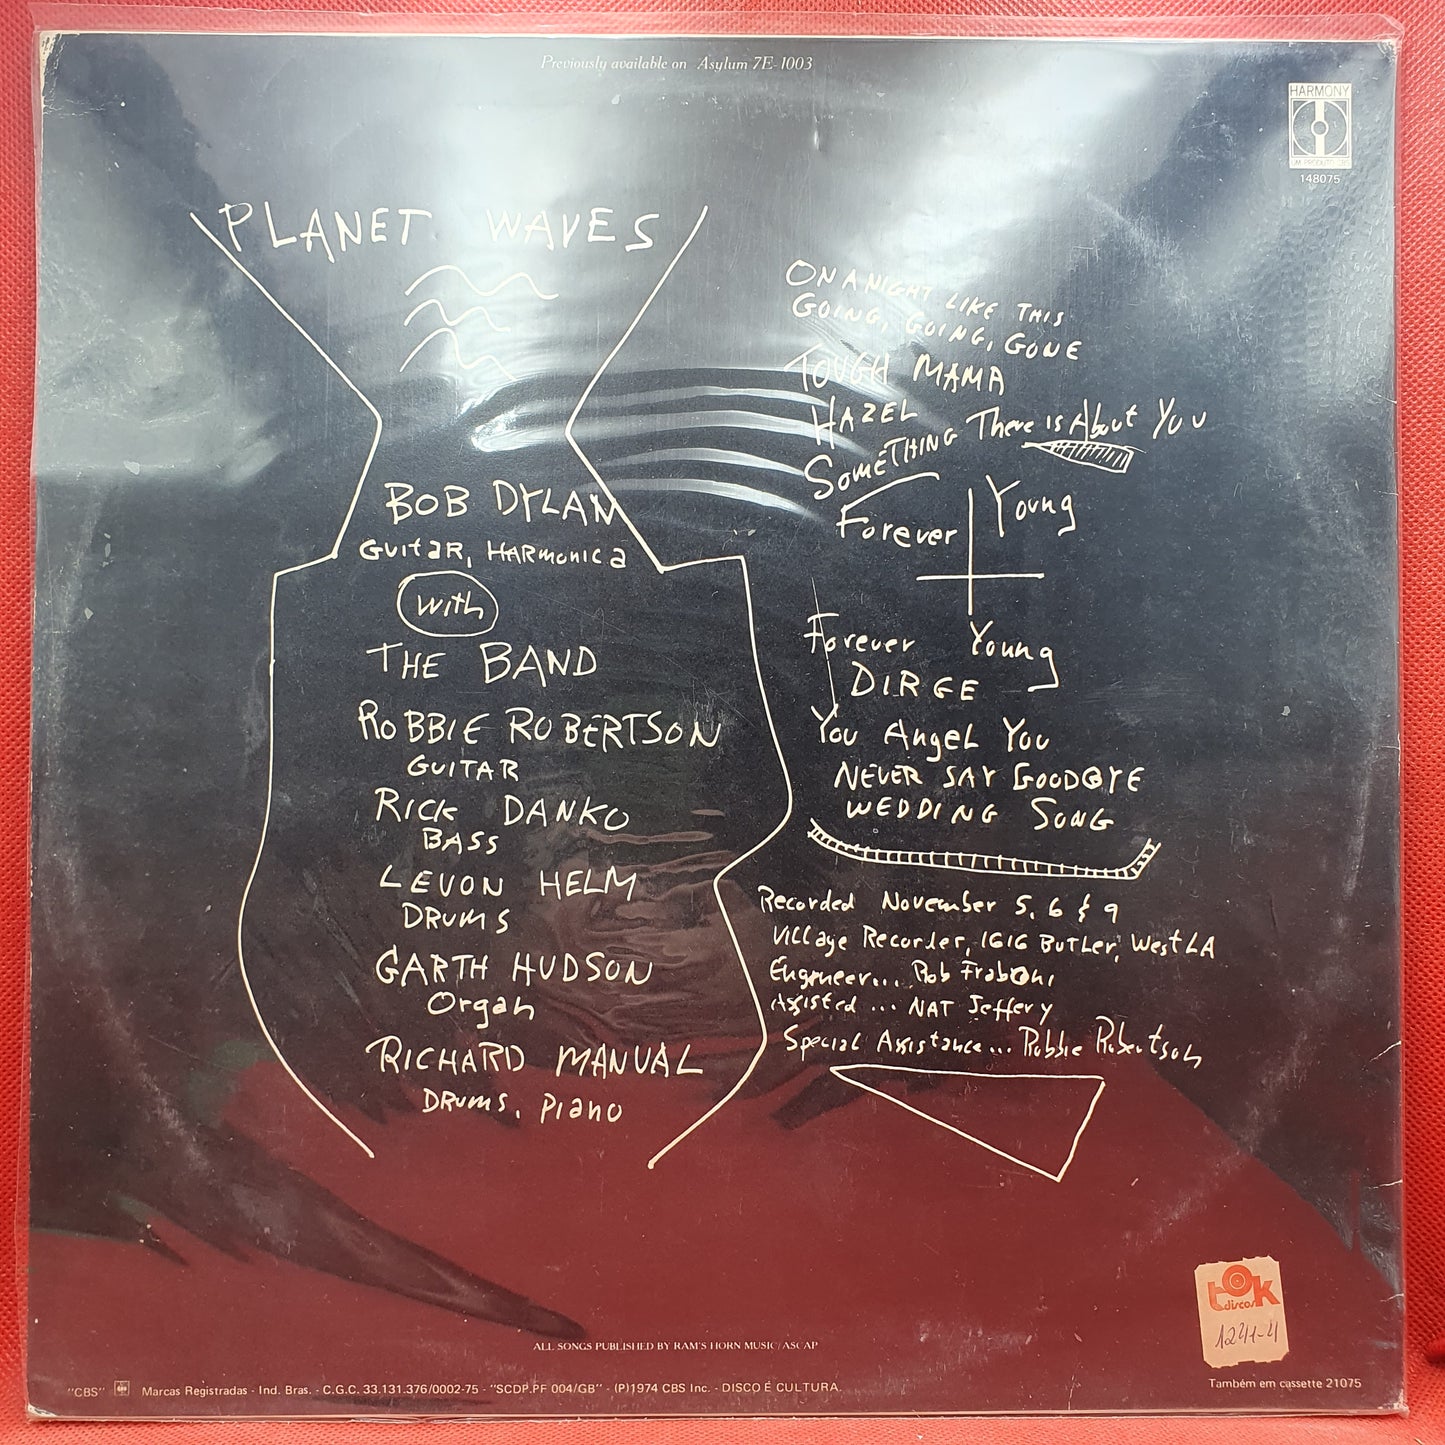 Previously available on Asylum 7E-1003
HARMONY
UM PRODUTO CBS
148075
PLANET WAVES
BOB DYLAN
GUITAR, HARMONICA
With
THE BAND
ROBBIE ROBERTSON
GUITAR
RICK DANKO
BASS
LEVON HELM
DRUMS
GARTH HUDSON
Organ
RICHARD MANUAL
DRUMS, Piano
ON A NIGHT LIKE THIS
GOING, GOING, GONE
TOUGH MAMA
HAZEL
SOMETHING There is About You
Forever Young
Forever Young
DIRGE
You Angel You
NEVER SAY GOODBYE
WEDDING SONG
Recorded November 5, 6 & 9
Village Recorder, 1616 Butler, West LA
Engineer... Rob Fraboni
Assisted ... NAT Jeffery
Special Assistance... Robbie Robertson
tok
discos
1241-4
ALL SONGS PUBLISHED BY RAM'S HORN MUSIC/ASCAP
"CBS" Marcas Registradas - Ind. Bras. - C.G.C. 33.131.376/0002-75 - "SCDP.PF 004/GB" - (P)1974 CBS Inc. - DISCO É CULTURA.
Também em cassette 21075